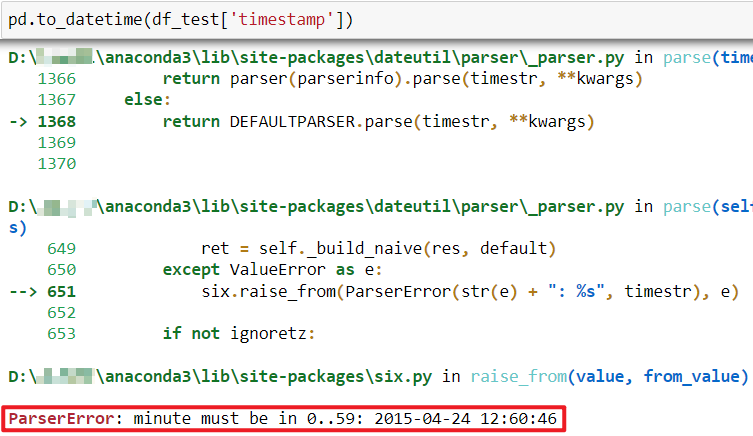 pd.to_datetime(df_test['timestamp'])
D:\ \anaconda3\lib\site-packages\dateutil\parser\_parser.py in parse(time
1366 return parser(parserinfo).parse(timestr, **kwargs)
1367 else:
-> 1368 return DEFAULTPARSER.parse(timestr, **kwargs)
1369
1370
D:\ \anaconda3\lib\site-packages\dateutil\parser\_parser.py in parse(self
s)
649 ret = self._build_naive(res, default)
650 except ValueError as e:
--> 651 six.raise_from(ParserError(str(e) + ": %s", timestr), e)
652
653 if not ignoretz:
D:\ \anaconda3\lib\site-packages\six.py in raise_from(value, from_value)
ParserError: minute must be in 0..59: 2015-04-24 12:60:46